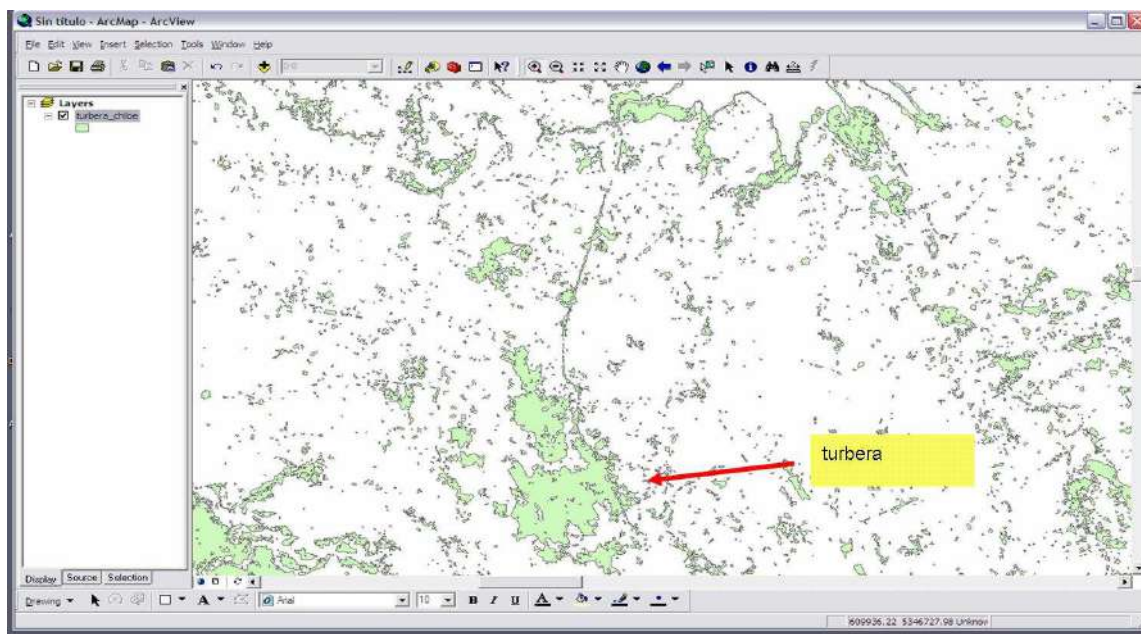 Sin título - ArcMap - ArcView
File Edit View Insert Selection Tools Window Help
Layers
turbera_chiloe
turbera
Display Source Selection
Drawing
A
Arial
10
B I U A
609936.22 5346727.98 Unknow